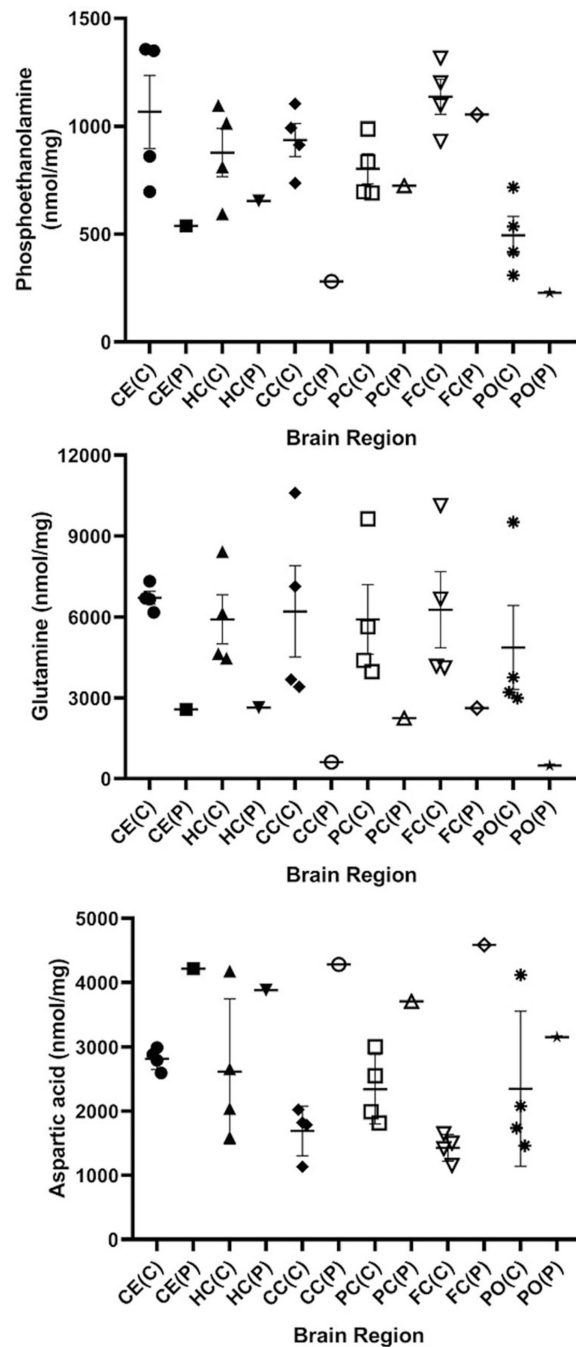 Phosphoethanolamine
(nmol/mg)
1500
1000
500
0
CE(C)
CE(P)
HC(C)
HC(P)
CC(C)
CC(P)
PC(C)
PC(P)
FC(C)
FC(P)
PO(C)
PO(P)
Brain Region
Glutamine (nmol/mg)
12000
9000
6000
3000
0
CE(C)
CE(P)
HC(C)
HC(P)
CC(C)
CC(P)
PC(C)
PC(P)
FC(C)
FC(P)
PO(C)
PO(P)
Brain Region
Aspartic acid (nmol/mg)
5000
4000
3000
2000
1000
0
CE(C)
CE(P)
HC(C)
HC(P)
CC(C)
CC(P)
PC(C)
PC(P)
FC(C)
FC(P)
PO(C)
PO(P)
Brain Region